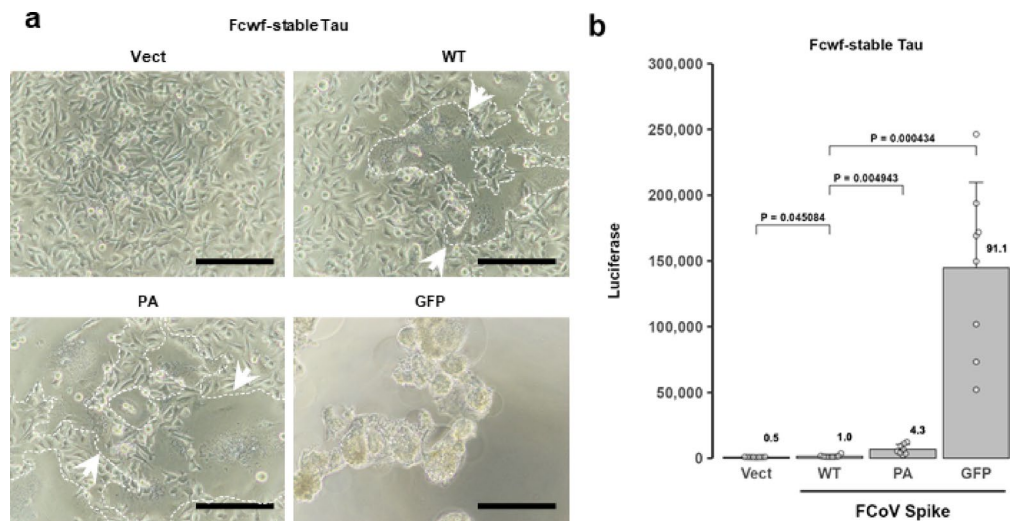 a
Fcwf-stable Tau
Vect
WT
PA
GFP
b
Fcwf-stable Tau
300,000
250,000
200,000
150,000
100,000
50,000
0
Luciferase
P = 0.000434
P = 0.004943
P = 0.045084
0.5
1.0
4.3
91.1
Vect
WT
PA
GFP
FCoV Spike